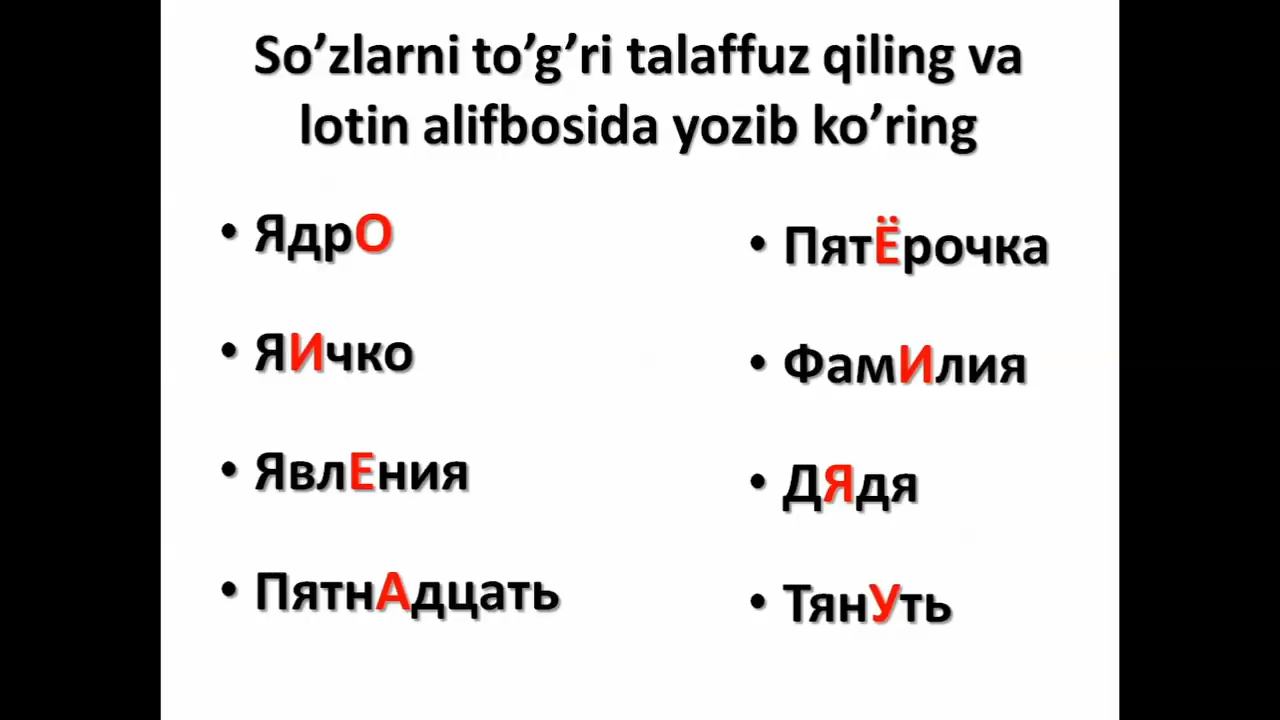 So’zlarni to’g’ri talaffuz qiling va
lotin alifbosida yozib ko’ring
• ЯдрО
• ЯИчко
• ЯвлЕния
• ПятнАдцать
• ПятЁрочка
• ФамИлия
• ДЯдя
• ТянУть